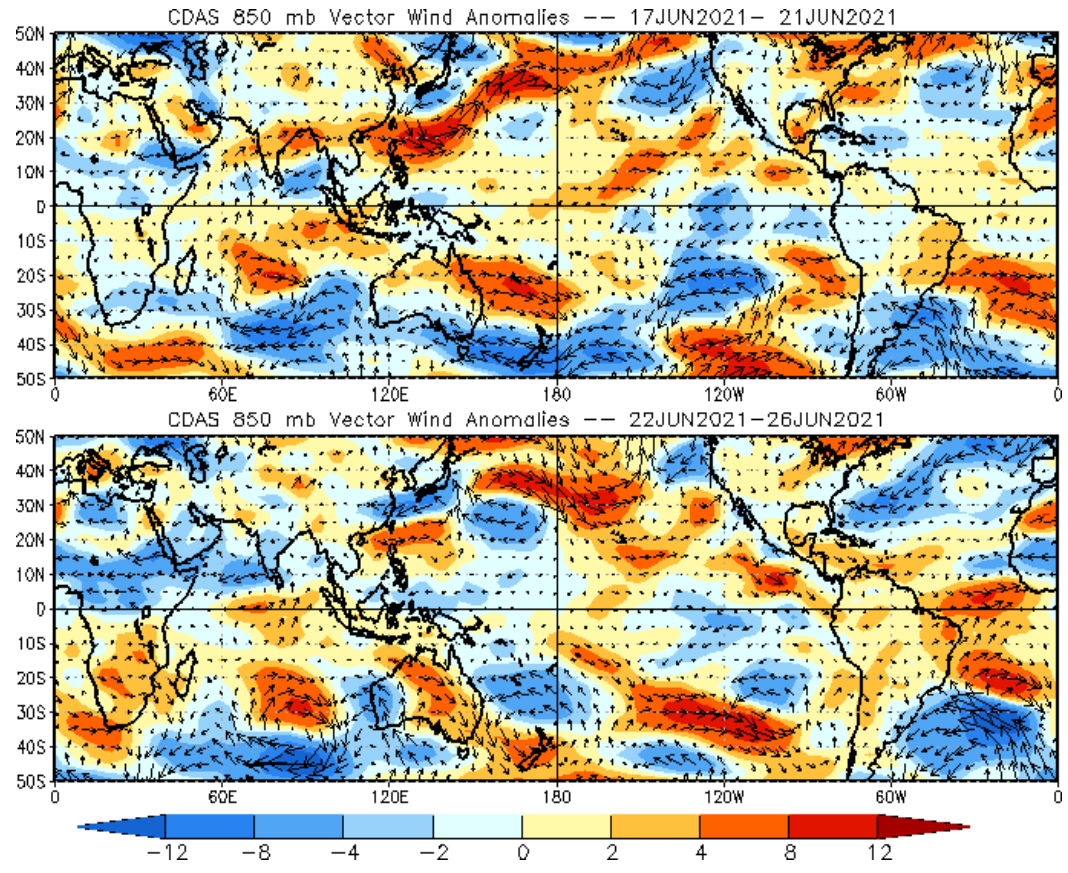 CDAS 850 mb Vector Wind Anomalies -- 17JUN2021- 21JUN2021
50N
40N
30N
20N
10N
0
10S
20S
30S
40S
50S
0 60E 120E 180 120W 60W 0
CDAS 850 mb Vector Wind Anomalies -- 22JUN2021-26JUN2021
50N
40N
30N
20N
10N
0
10S
20S
30S
40S
50S
0 60E 120E 180 120W 60W 0
-12 -8 -4 -2 0 2 4 8 12